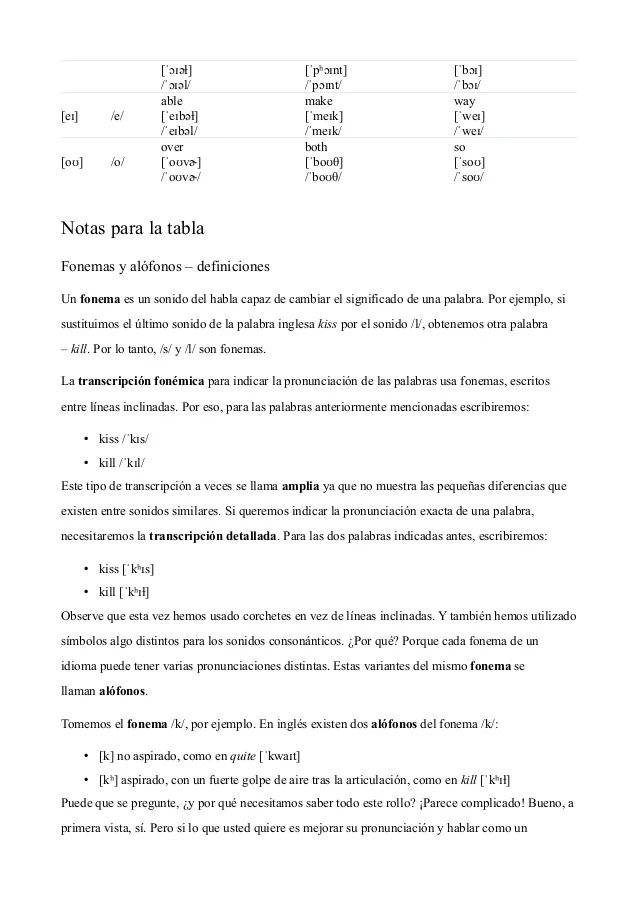 [ˈɔɪəɫ] [ˈpʰɔɪnt] [ˈbɔɪ]
/ˈɔɪəl/ /ˈpɔɪnt/ /ˈbɔɪ/
able make way
[eɪ] /e/ [ˈeɪbəɫ] [ˈmeɪk] [ˈweɪ]
/ˈeɪbəl/ /ˈmeɪk/ /ˈweɪ/
over both so
[oʊ] /o/ [ˈoʊvɚ] [ˈboʊθ] [ˈsoʊ]
/ˈoʊvɚ/ /ˈboʊθ/ /ˈsoʊ/
Notas para la tabla
Fonemas y alófonos – definiciones
Un fonema es un sonido del habla capaz de cambiar el significado de una palabra. Por ejemplo, si
sustituimos el último sonido de la palabra inglesa kiss por el sonido /l/, obtenemos otra palabra
– kill. Por lo tanto, /s/ y /l/ son fonemas.
La transcripción fonémica para indicar la pronunciación de las palabras usa fonemas, escritos
entre líneas inclinadas. Por eso, para las palabras anteriormente mencionadas escribiremos:
• kiss /ˈkɪs/
• kill /ˈkɪl/
Este tipo de transcripción a veces se llama amplia ya que no muestra las pequeñas diferencias que
existen entre sonidos similares. Si queremos indicar la pronunciación exacta de una palabra,
necesitaremos la transcripción detallada. Para las dos palabras indicadas antes, escribiremos:
• kiss [ˈkʰɪs]
• kill [ˈkʰɪɫ]
Observe que esta vez hemos usado corchetes en vez de líneas inclinadas. Y también hemos utilizado
símbolos algo distintos para los sonidos consonánticos. ¿Por qué? Porque cada fonema de un
idioma puede tener varias pronunciaciones distintas. Estas variantes del mismo fonema se
llaman alófonos.
Tomemos el fonema /k/, por ejemplo. En inglés existen dos alófonos del fonema /k/:
• [k] no aspirado, como en quite [ˈkwaɪt]
• [kʰ] aspirado, con un fuerte golpe de aire tras la articulación, como en kill [ˈkʰɪɫ]
Puede que se pregunte, ¿y por qué necesitamos saber todo este rollo? ¡Parece complicado! Bueno, a
primera vista, sí. Pero si lo que usted quiere es mejorar su pronunciación y hablar como un